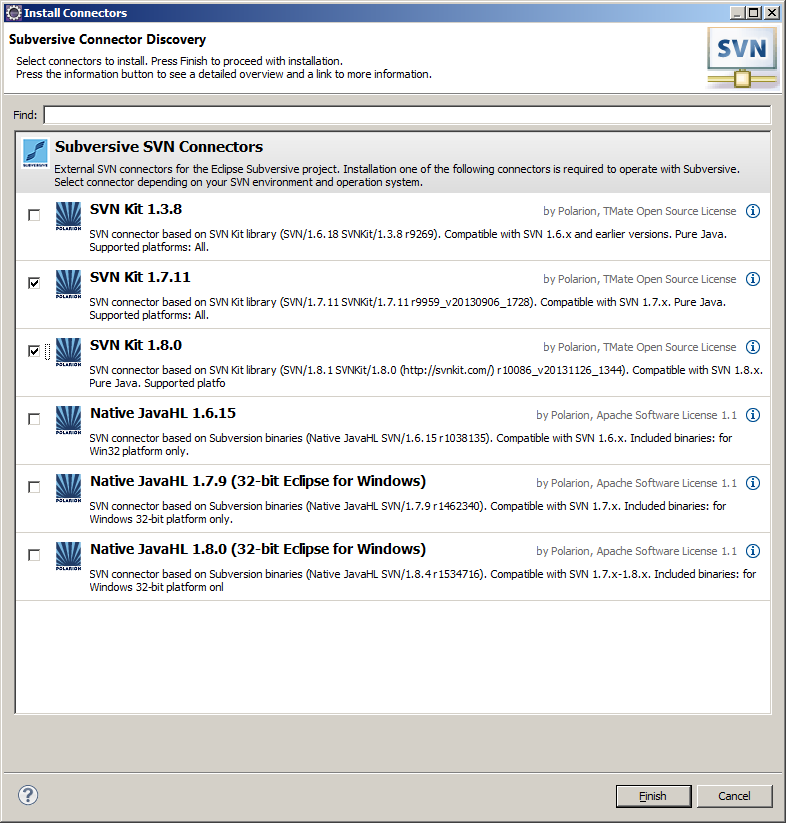 Install Connectors
Subversive Connector Discovery
Select connectors to install. Press Finish to proceed with installation.
Press the information button to see a detailed overview and a link to more information.
SVN
Find:
SUBVERSIVE
Subversive SVN Connectors
External SVN connectors for the Eclipse Subversive project. Installation one of the following connectors is required to operate with Subversive.
Select connector depending on your SVN environment and operation system.
POLARION
SVN Kit 1.3.8
by Polarion, TMate Open Source License
SVN connector based on SVN Kit library (SVN/1.6.18 SVNKit/1.3.8 r9269). Compatible with SVN 1.6.x and earlier versions. Pure Java.
Supported platforms: All.
POLARION
SVN Kit 1.7.11
by Polarion, TMate Open Source License
SVN connector based on SVN Kit library (SVN/1.7.11 SVNKit/1.7.11 r9959_v20130906_1728). Compatible with SVN 1.7.x. Pure Java.
Supported platforms: All.
POLARION
SVN Kit 1.8.0
by Polarion, TMate Open Source License
SVN connector based on SVN Kit library (SVN/1.8.1 SVNKit/1.8.0 (http://svnkit.com/) r10086_v20131126_1344). Compatible with SVN 1.8.x.
Pure Java. Supported platfo
POLARION
Native JavaHL 1.6.15
by Polarion, Apache Software License 1.1
SVN connector based on Subversion binaries (Native JavaHL SVN/1.6.15 r1038135). Compatible with SVN 1.6.x. Included binaries: for
Win32 platform only.
POLARION
Native JavaHL 1.7.9 (32-bit Eclipse for Windows)
by Polarion, Apache Software License 1.1
SVN connector based on Subversion binaries (Native JavaHL SVN/1.7.9 r1462340). Compatible with SVN 1.7.x. Included binaries: for
Windows 32-bit platform only.
POLARION
Native JavaHL 1.8.0 (32-bit Eclipse for Windows)
by Polarion, Apache Software License 1.1
SVN connector based on Subversion binaries (Native JavaHL SVN/1.8.4 r1534716). Compatible with SVN 1.7.x-1.8.x. Included binaries: for
Windows 32-bit platform onl
?
Finish
Cancel